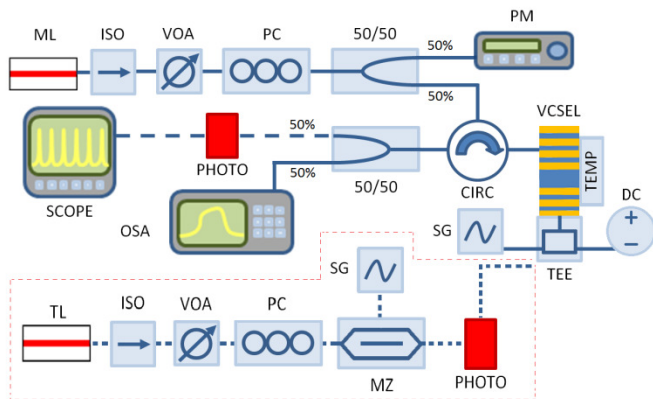 PM
ML
ISO
VOA
PC
50/50
50%
50%
VCSEL
50%
50%
TEMP
PHOTO
50/50
CIRC
DC
SCOPE
OSA
SG
TEE
SG
TL
ISO
VOA
PC
MZ
PHOTO